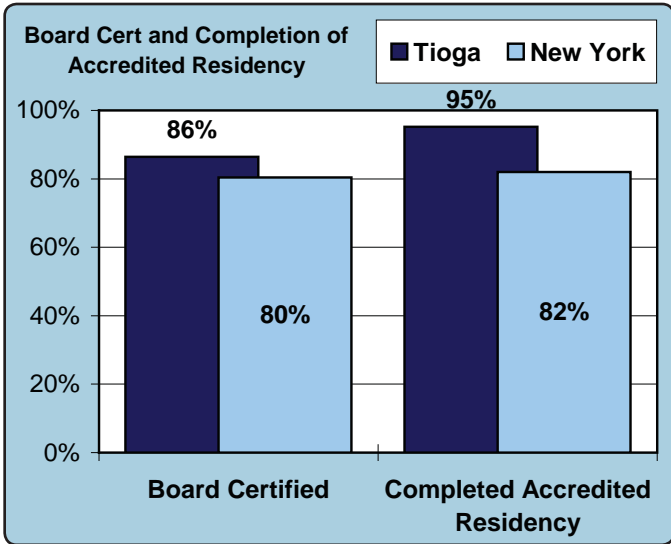 Board Cert and Completion of
Accredited Residency
Tioga
New York
100%
80%
60%
40%
20%
0%
86%
80%
95%
82%
Board Certified
Completed Accredited
Residency